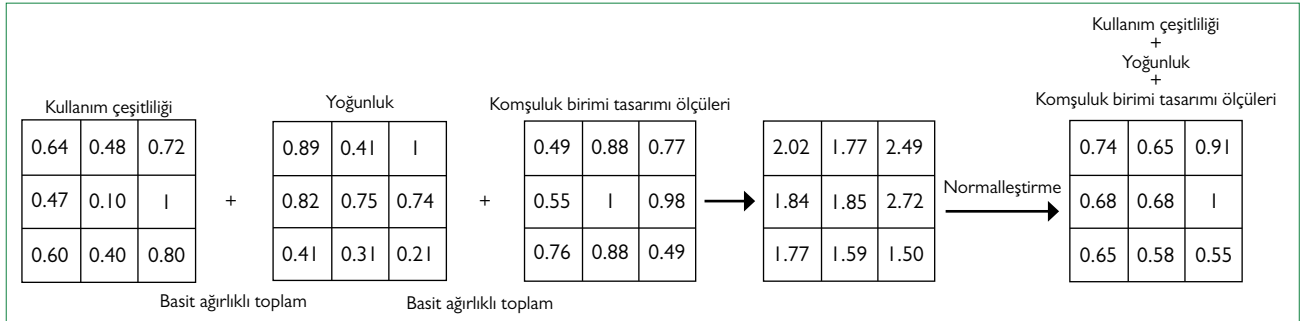 Kullanım çeşitliliği
+
Yoğunluk
+
Komşuluk birimi tasarımı ölçüleri
Kullanım çeşitliliği
0.64 0.48 0.72
0.47 0.10 1
0.60 0.40 0.80
+
Yoğunluk
0.89 0.41 1
0.82 0.75 0.74
0.41 0.31 0.21
+
Komşuluk birimi tasarımı ölçüleri
0.49 0.88 0.77
0.55 1 0.98
0.76 0.88 0.49
2.02 1.77 2.49
1.84 1.85 2.72
1.77 1.59 1.50
Normalleştirme
0.74 0.65 0.91
0.68 0.68 1
0.65 0.58 0.55
Basit ağırlıklı toplam
Basit ağırlıklı toplam